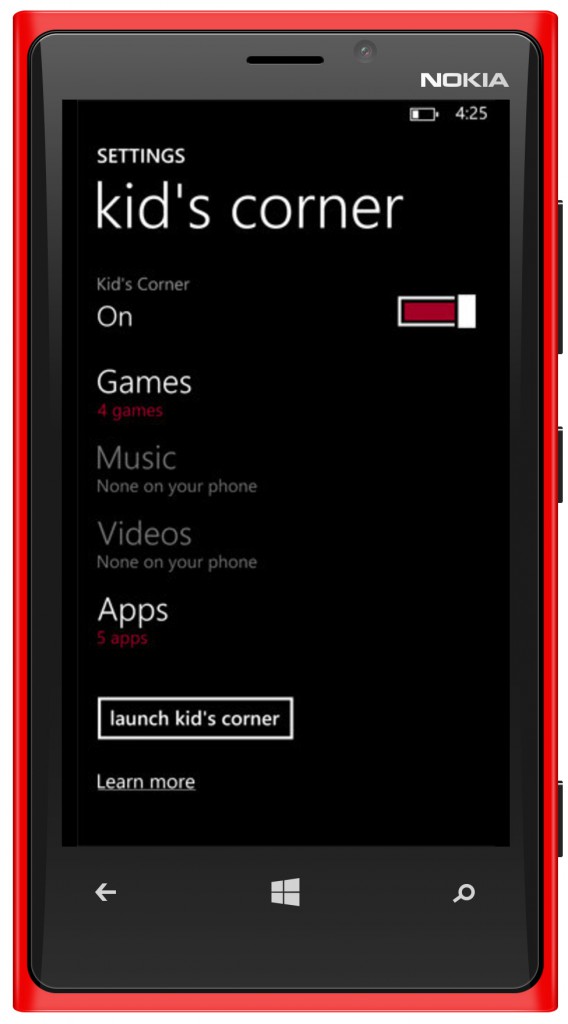 NOKIA
4:25
SETTINGS
kid's corner
Kid's Corner
On
Games
4 games
Music
None on your phone
Videos
None on your phone
Apps
5 apps
launch kid's corner
Learn more